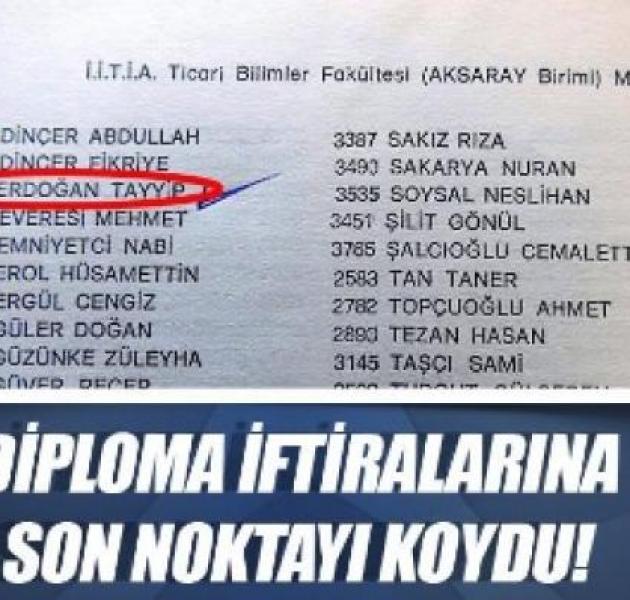 İ.İ.T.İ.A. Ticari Bilimler Fakültesi (AKSARAY Birimi) M
DİNÇER ABDULLAH
DİNÇER FİKRİYE
ERDOĞAN TAYYİP
EVERESİ MEHMET
EMNİYETCİ NABİ
EROL HÜSAMETTİN
ERGÜL CENGİZ
GÜLER DOĞAN
GÜZÜNKE ZÜLEYHA
GÜVER RECEP
3387 SAKIZ RIZA
3490 SAKARYA NURAN
3535 SOYSAL NESLİHAN
3451 ŞİLİT GÖNÜL
3765 ŞALCIOĞLU CEMALETT
2583 TAN TANER
2782 TOPÇUOĞLU AHMET
2890 TEZAN HASAN
3145 TAŞÇI SAMİ
DİPLOMA İFTİRALARINA
SON NOKTAYI KOYDU!